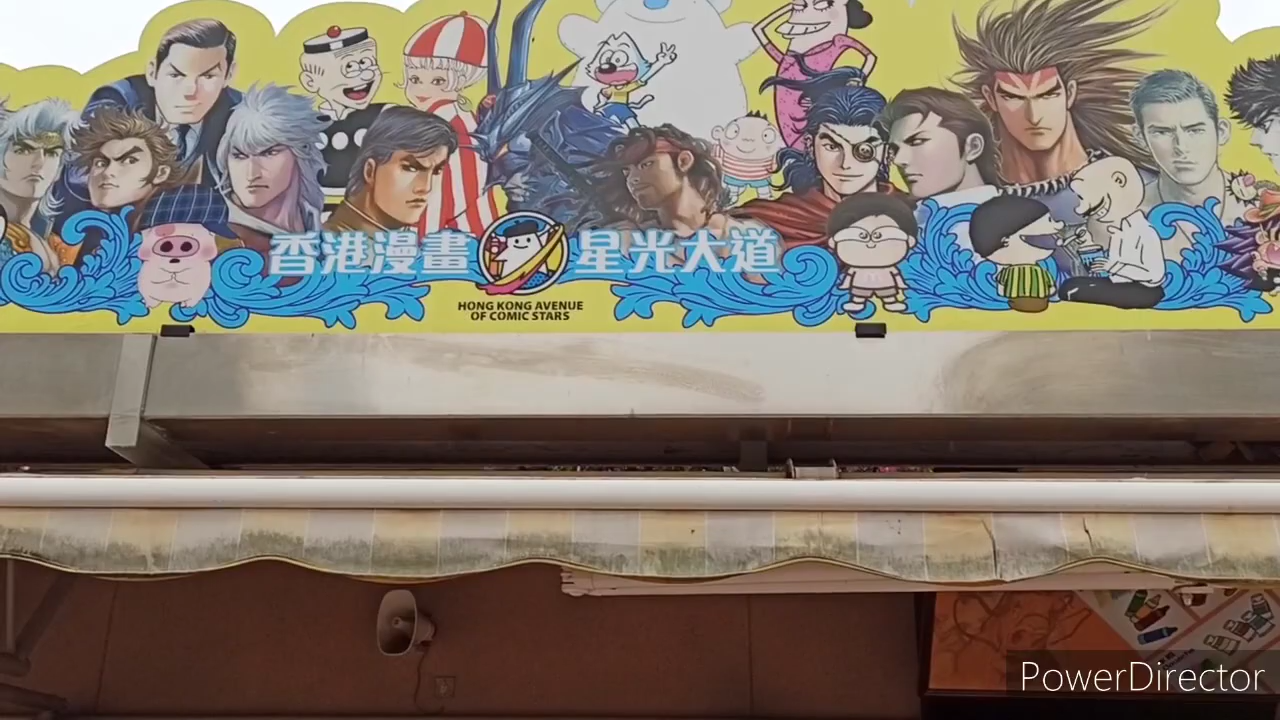 香港漫畫 星光大道
HONG KONG AVENUE
OF COMIC STARS
PowerDirector